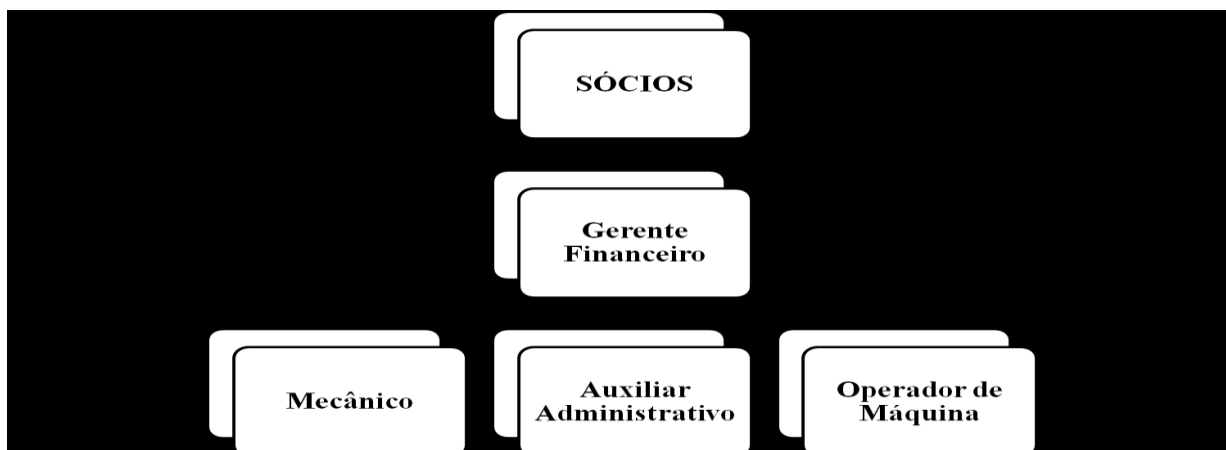 SÓCIOS
Gerente
Financeiro
Mecânico
Auxiliar
Administrativo
Operador de
Máquina